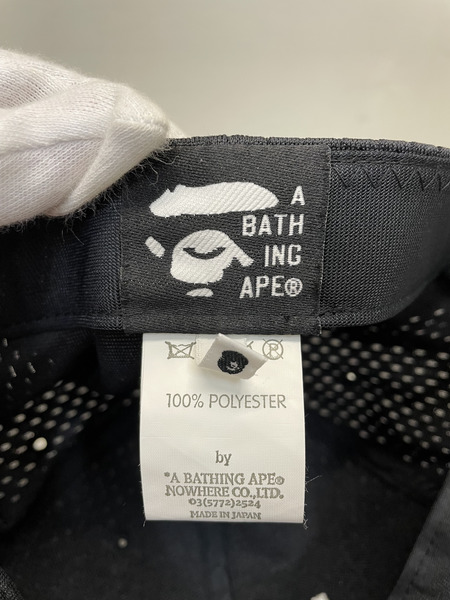 A
BATH
ING
APE®
100% POLYESTER
by
*A BATHING APE®
NOWHERE CO.,LTD.
03(5772)2524
MADE IN JAPAN